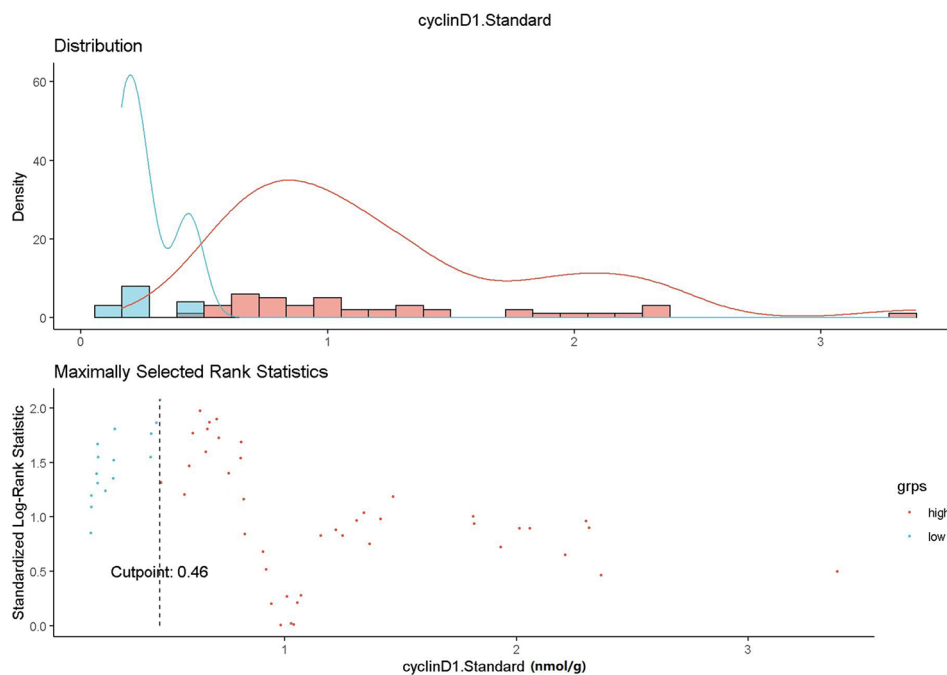 cyclinD1.Standard
Distribution
Density
60
40
20
0
0 1 2 3
Maximally Selected Rank Statistics
Standardized Log-Rank Statistic
2.0
1.5
1.0
0.5
0.0
Cutpoint: 0.46
grps
high
low
1 2 3
cyclinD1.Standard (nmol/g)